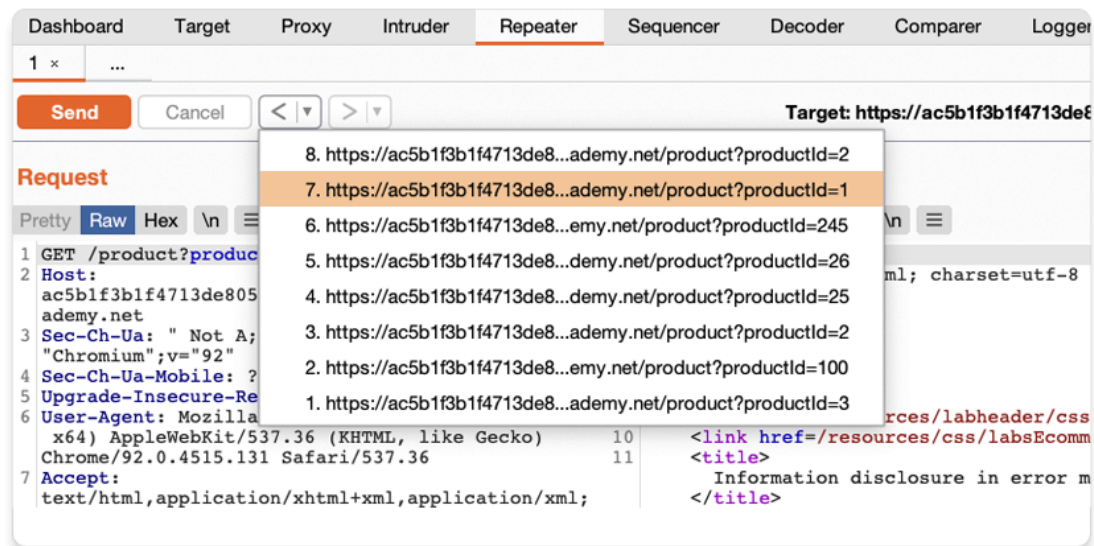 Dashboard Target Proxy Intruder Repeater Sequencer Decoder Comparer Logger
1 × ...
Send Cancel < ▼ > ▼ Target: https://ac5b1f3b1f4713de8
8. https://ac5b1f3b1f4713de8...ademy.net/product?productId=2
7. https://ac5b1f3b1f4713de8...ademy.net/product?productId=1
6. https://ac5b1f3b1f4713de8...emy.net/product?productId=245
5. https://ac5b1f3b1f4713de8...demy.net/product?productId=26
4. https://ac5b1f3b1f4713de8...demy.net/product?productId=25
3. https://ac5b1f3b1f4713de8...ademy.net/product?productId=2
2. https://ac5b1f3b1f4713de8...emy.net/product?productId=100
1. https://ac5b1f3b1f4713de8...ademy.net/product?productId=3
Request
Pretty Raw Hex \n ≡
1 GET /product?produc
2 Host:
ac5b1f3b1f4713de805
ademy.net
3 Sec-Ch-Ua: " Not A;
"Chromium";v="92"
4 Sec-Ch-Ua-Mobile: ?
5 Upgrade-Insecure-Re
6 User-Agent: Mozilla
x64) AppleWebKit/537.36 (KHTML, like Gecko)
Chrome/92.0.4515.131 Safari/537.36
7 Accept:
text/html,application/xhtml+xml,application/xml;
\n ≡
ml; charset=utf-8
rces/labheader/css
10 <link href=/resources/css/labsEcomm
11 <title>
Information disclosure in error m
</title>